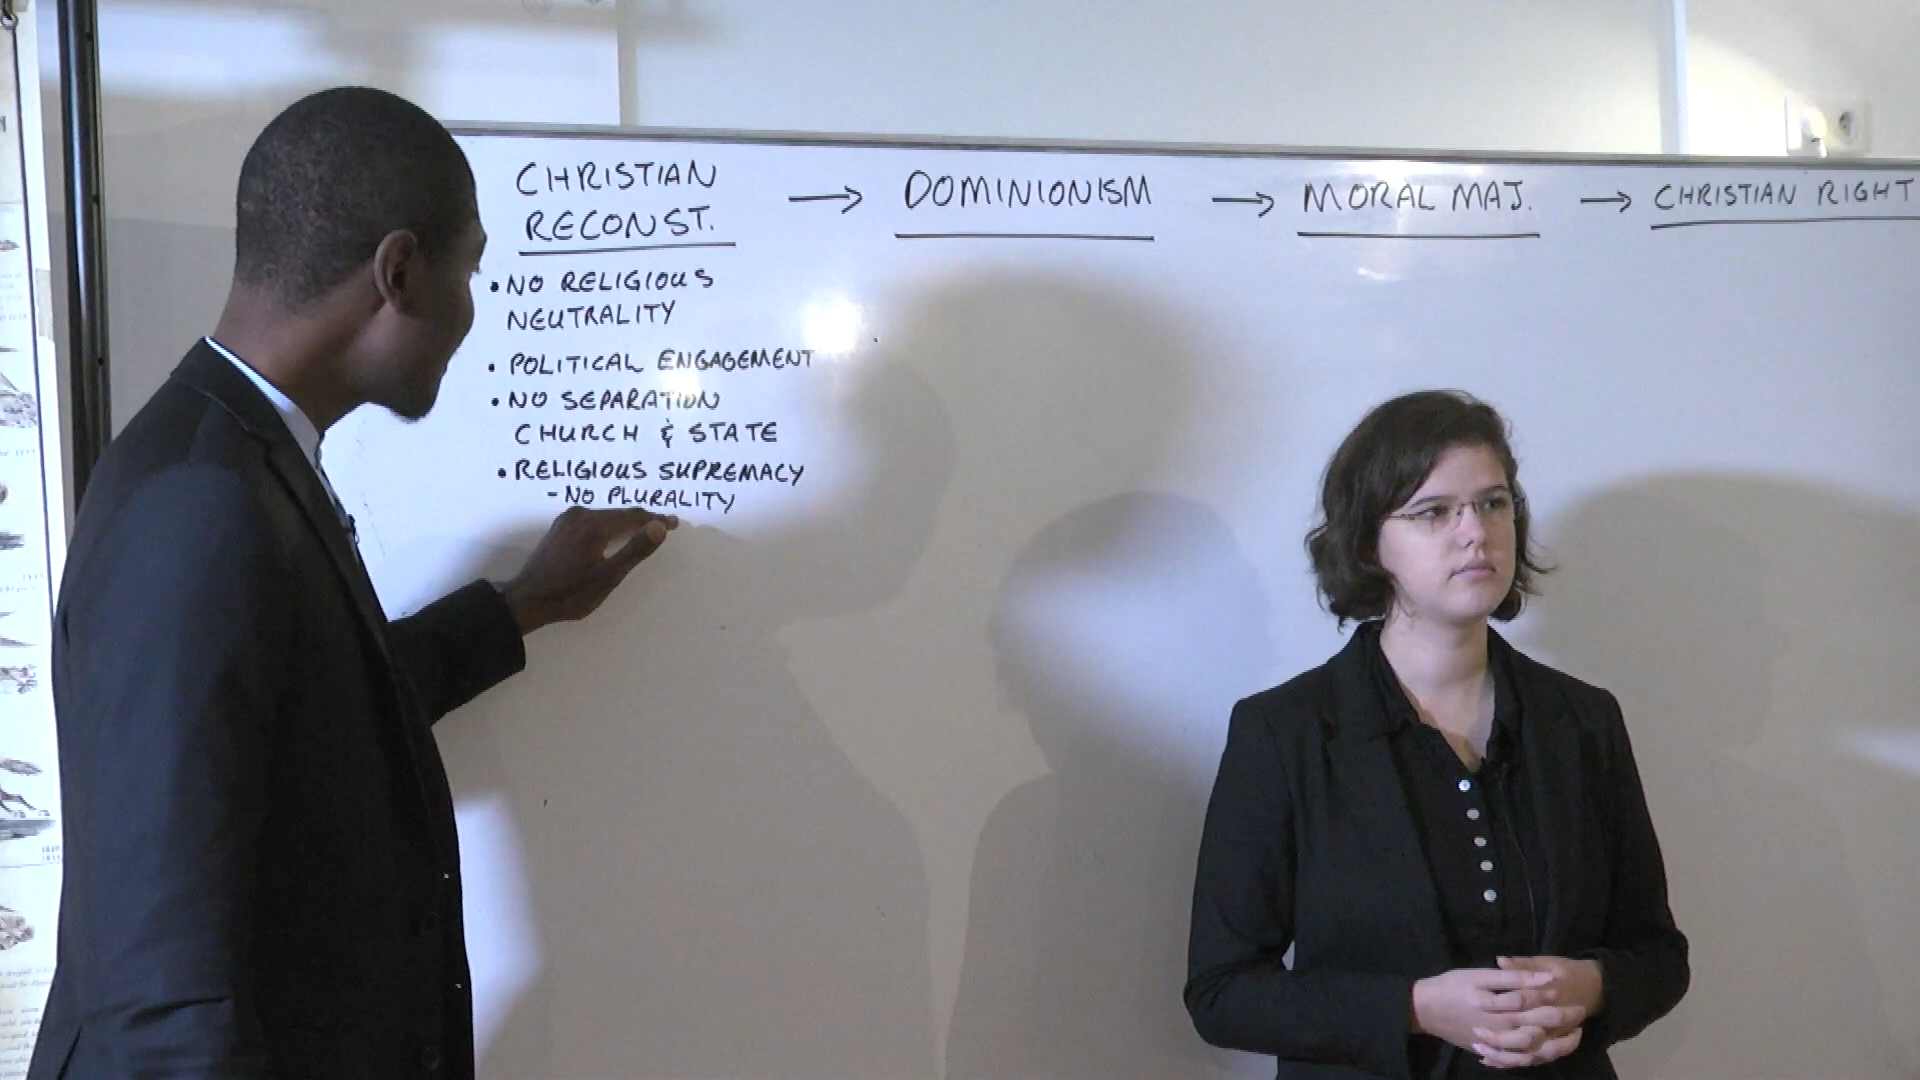 CHRISTIAN
RECONST.
→ DOMINIONISM → MORAL MAJ. → CHRISTIAN RIGHT
• NO RELIGIOUS
NEUTRALITY
• POLITICAL ENGAGEMENT
• NO SEPARATION
CHURCH & STATE
• RELIGIOUS SUPREMACY
- NO PLURALITY